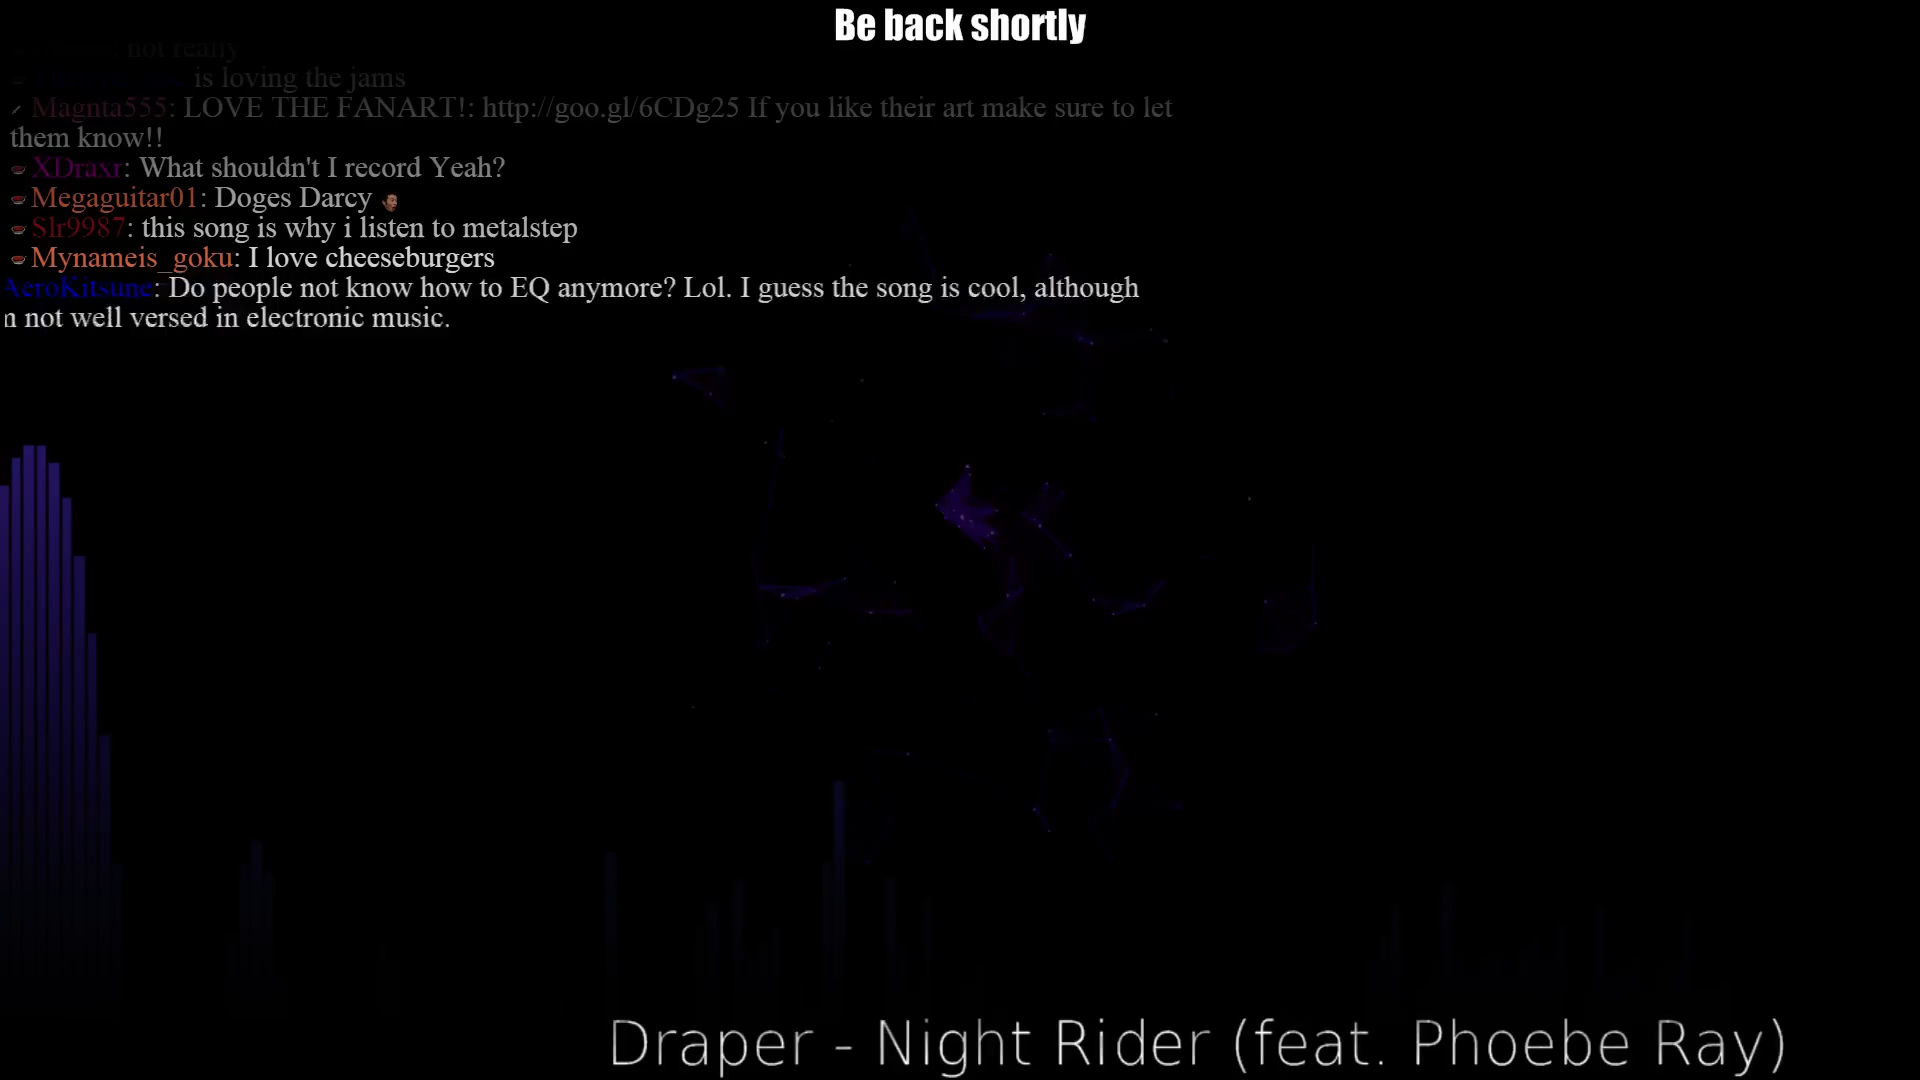 Be back shortly
not really
is loving the jams
Magnta555: LOVE THE FANART!: http://goo.gl/6CDg25 If you like their art make sure to let
them know!!
XDraxr: What shouldn't I record Yeah?
Megaguitar01: Doges Darcy
Slr9987: this song is why i listen to metalstep
Mynameis_goku: I love cheeseburgers
AeroKitsune: Do people not know how to EQ anymore? Lol. I guess the song is cool, although
not well versed in electronic music.
Draper - Night Rider (feat. Phoebe Ray)